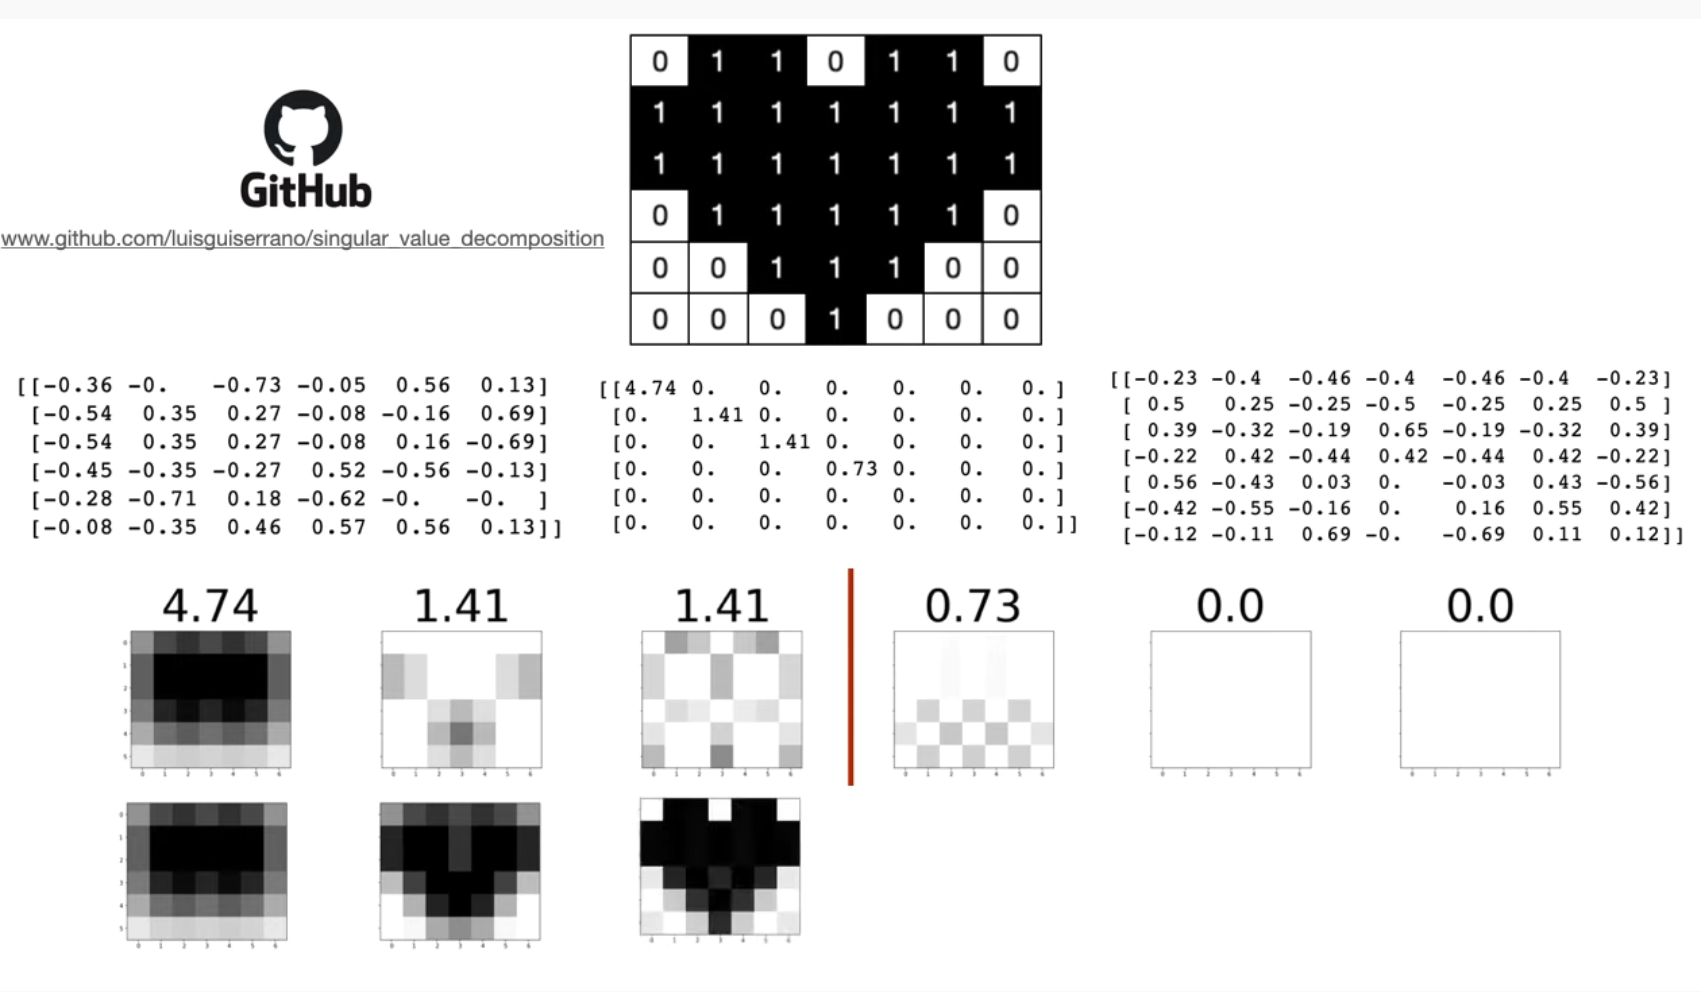 0 1 1 0 1 1 0
1 1 1 1 1 1 1
1 1 1 1 1 1 1
0 1 1 1 1 1 0
0 0 1 1 1 0 0
0 0 0 1 0 0 0
GitHub
www.github.com/luisguiserrano/singular_value_decomposition
[[-0.36 -0. -0.73 -0.05 0.56 0.13]
[-0.54 0.35 0.27 -0.08 -0.16 0.69]
[-0.54 0.35 0.27 -0.08 0.16 -0.69]
[-0.45 -0.35 -0.27 0.52 -0.56 -0.13]
[-0.28 -0.71 0.18 -0.62 -0. -0. ]
[-0.08 -0.35 0.46 0.57 0.56 0.13]]
[[4.74 0. 0. 0. 0. 0. 0. ]
[0. 1.41 0. 0. 0. 0. 0. ]
[0. 0. 1.41 0. 0. 0. 0. ]
[0. 0. 0. 0.73 0. 0. 0. ]
[0. 0. 0. 0. 0. 0. 0. ]
[0. 0. 0. 0. 0. 0. 0. ]]
[[-0.23 -0.4 -0.46 -0.4 -0.46 -0.4 -0.23]
[ 0.5 0.25 -0.25 -0.5 -0.25 0.25 0.5 ]
[ 0.39 -0.32 -0.19 0.65 -0.19 -0.32 0.39]
[-0.22 0.42 -0.44 0.42 -0.44 0.42 -0.22]
[ 0.56 -0.43 0.03 0. -0.03 0.43 -0.56]
[-0.42 -0.55 -0.16 0. 0.16 0.55 0.42]
[-0.12 -0.11 0.69 -0. -0.69 0.11 0.12]]
4.74 1.41 1.41 0.73 0.0 0.0